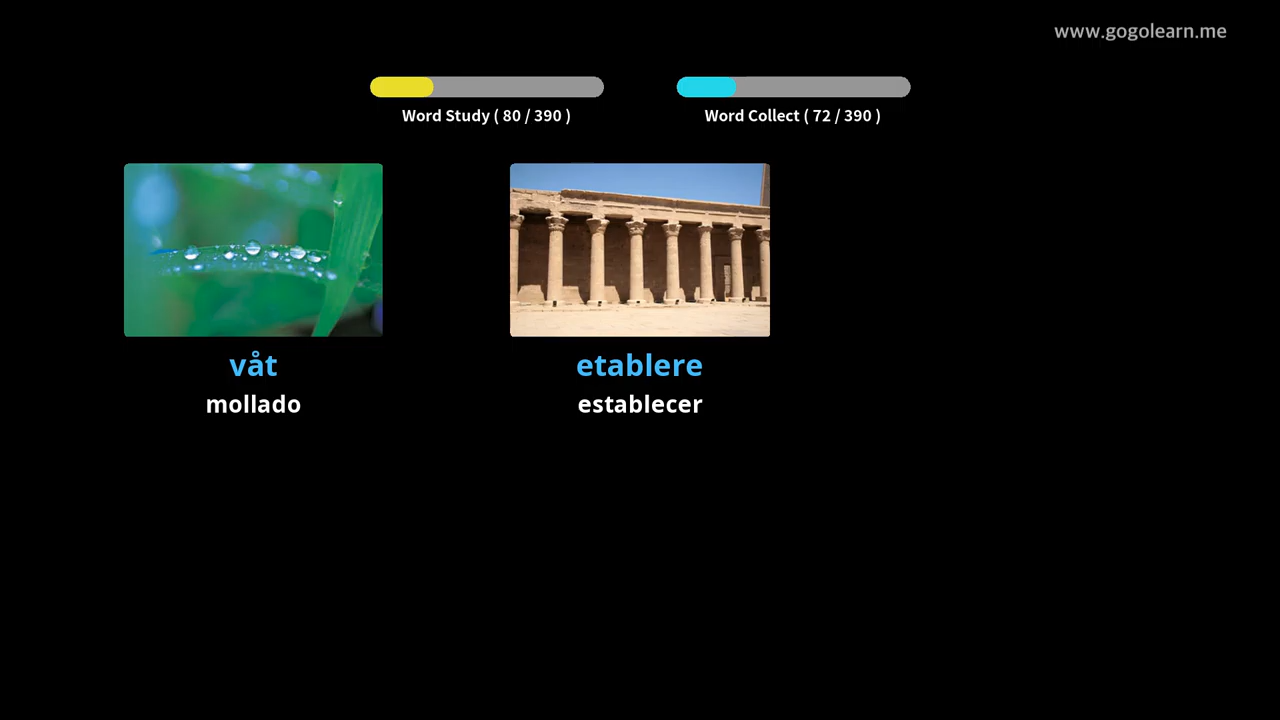 www.gogolearn.me
Word Study ( 80 / 390 )
Word Collect ( 72 / 390 )
våt
mollado
etablere
establecer